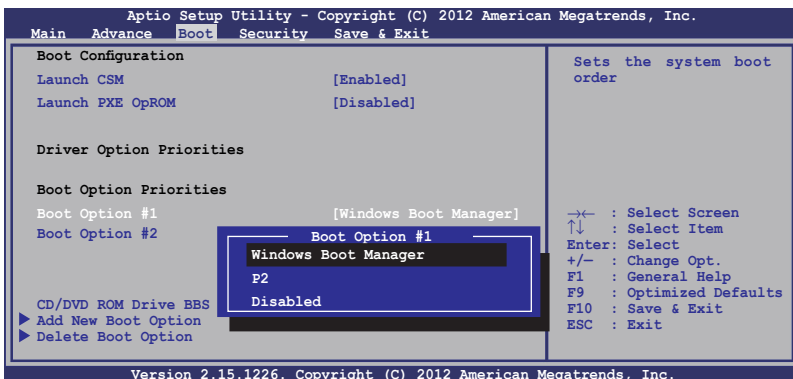 Aptio Setup Utility - Copyright (C) 2012 American Megatrends, Inc.
Main Advance Boot Security Save & Exit
Boot Configuration
Launch CSM [Enabled]
Launch PXE OpROM [Disabled]
Driver Option Priorities
Boot Option Priorities
Boot Option #1 [Windows Boot Manager]
Boot Option #2
CD/DVD ROM Drive BBS
Add New Boot Option
Delete Boot Option
Boot Option #1
Windows Boot Manager
P2
Disabled
Sets the system boot
order
→← : Select Screen
↑↓ : Select Item
Enter: Select
+/— : Change Opt.
F1 : General Help
F9 : Optimized Defaults
F10 : Save & Exit
ESC : Exit
Version 2.15.1226. Copyright (C) 2012 American Megatrends, Inc.